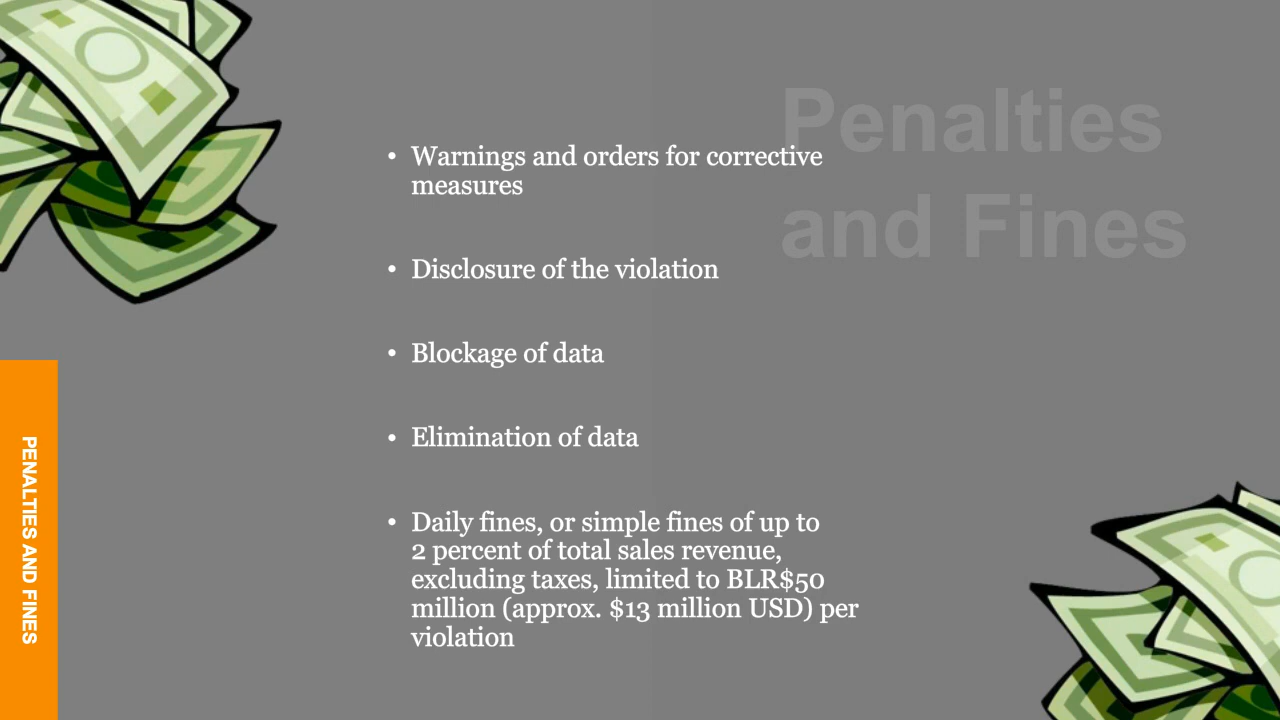 Penalties
and Fines
• Warnings and orders for corrective
measures
• Disclosure of the violation
• Blockage of data
• Elimination of data
• Daily fines, or simple fines of up to
2 percent of total sales revenue,
excluding taxes, limited to BLR$50
million (approx. $13 million USD) per
violation
PENALTIES AND FINES